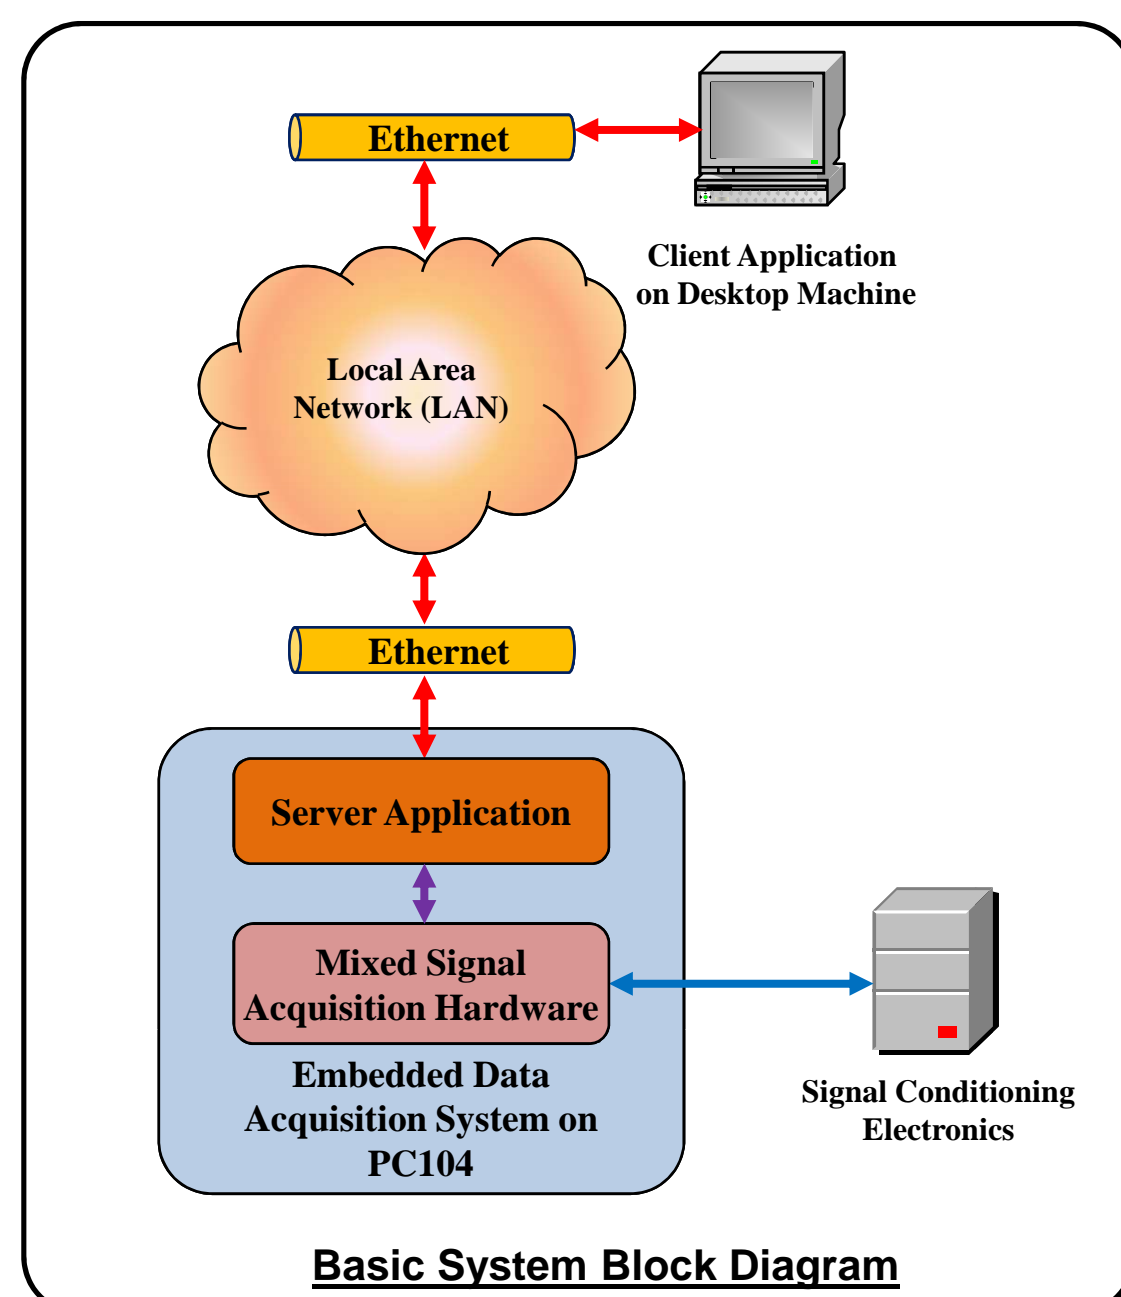 Ethernet
Client Application
on Desktop Machine
Local Area
Network (LAN)
Ethernet
Server Application
Mixed Signal
Acquisition Hardware
Embedded Data
Acquisition System on
PC104
Signal Conditioning
Electronics
Basic System Block Diagram